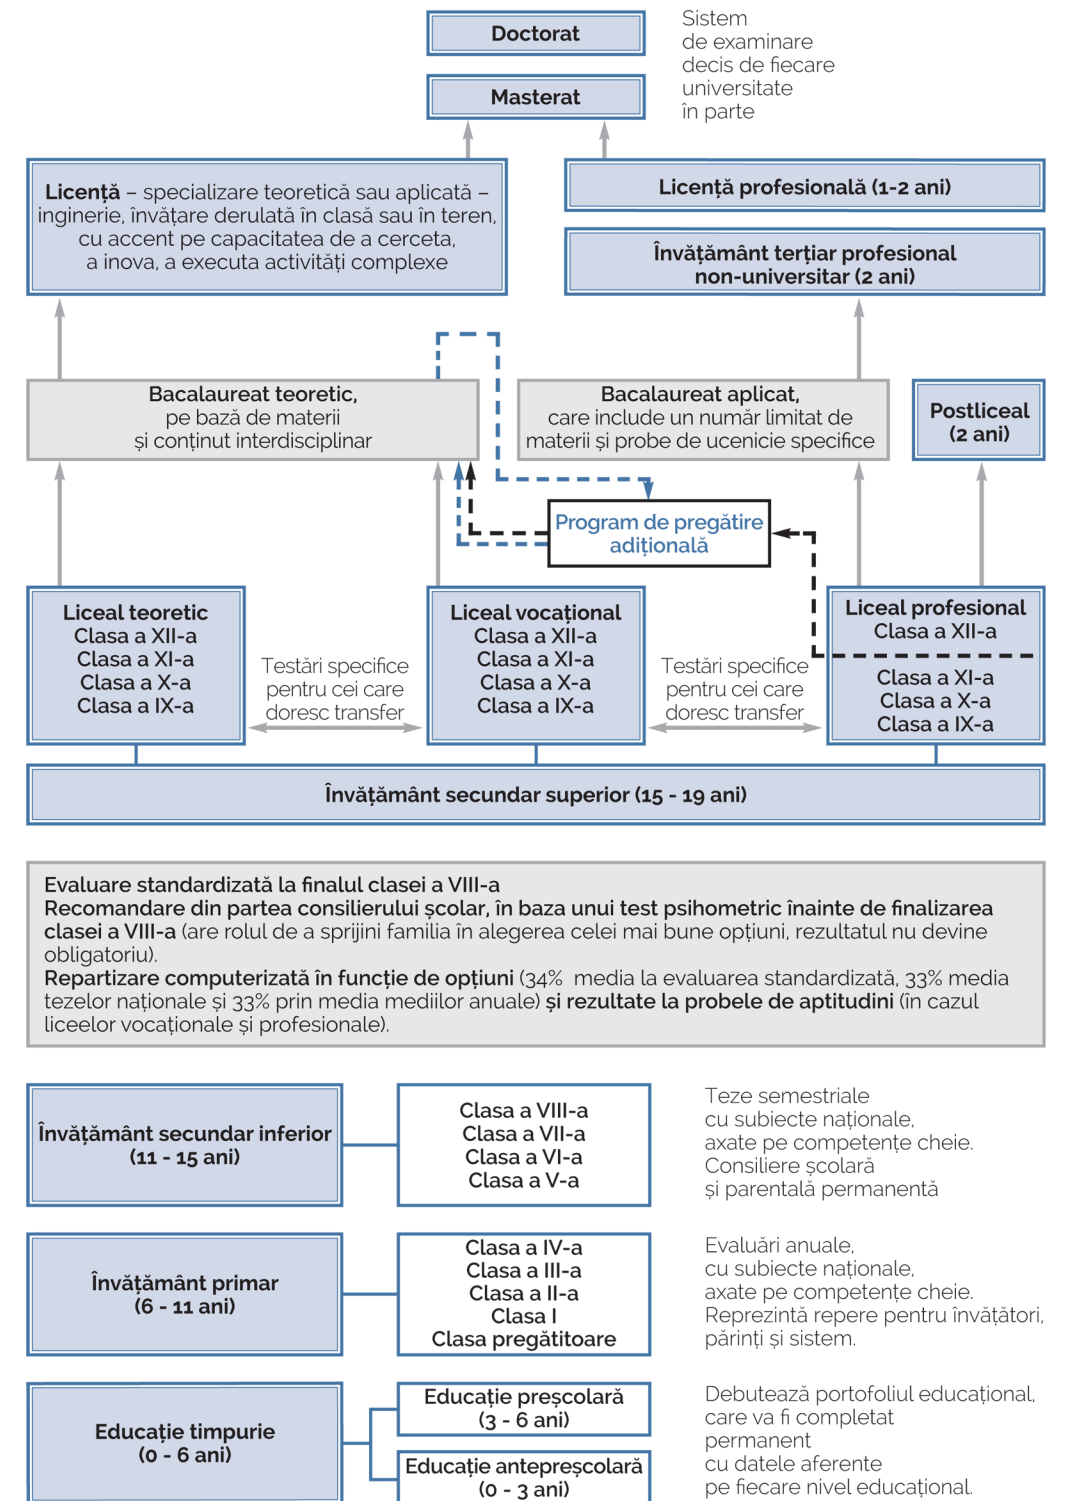 Doctorat
Masterat
Sistem
de examinare
decis de fiecare
universitate
în parte
Licență – specializare teoretică sau aplicată –
inginerie, învățare derulată în clasă sau în teren,
cu accent pe capacitatea de a cerceta,
a inova, a executa activități complexe
Licență profesională (1-2 ani)
Învățământ terțiar profesional
non-universitar (2 ani)
Bacalaureat teoretic,
pe bază de materii
și conținut interdisciplinar
Bacalaureat aplicat,
care include un număr limitat de
materii și probe de ucenicie specifice
Postliceal
(2 ani)
Program de pregătire
adițională
Liceal teoretic
Clasa a XII-a
Clasa a XI-a
Clasa a X-a
Clasa a IX-a
Testări specifice
pentru cei care
doresc transfer
Liceal vocațional
Clasa a XII-a
Clasa a XI-a
Clasa a X-a
Clasa a IX-a
Testări specifice
pentru cei care
doresc transfer
Liceal profesional
Clasa a XII-a
Clasa a XI-a
Clasa a X-a
Clasa a IX-a
Învățământ secundar superior (15 - 19 ani)
Evaluare standardizată la finalul clasei a VIII-a
Recomandare din partea consilierului școlar, în baza unui test psihometric înainte de finalizarea
clasei a VIII-a (are rolul de a sprijini familia în alegerea celei mai bune opțiuni, rezultatul nu devine
obligatoriu).
Repartizare computerizată în funcție de opțiuni (34% media la evaluarea standardizată, 33% media
tezelor naționale și 33% prin media mediilor anuale) și rezultate la probele de aptitudini (în cazul
liceelor vocaționale și profesionale).
Învățământ secundar inferior
(11 - 15 ani)
Clasa a VIII-a
Clasa a VII-a
Clasa a VI-a
Clasa a V-a
Teze semestriale
cu subiecte naționale,
axate pe competențe cheie.
Consiliere școlară
și parentală permanentă
Învățământ primar
(6 - 11 ani)
Clasa a IV-a
Clasa a III-a
Clasa a II-a
Clasa I
Clasa pregătitoare
Evaluări anuale,
cu subiecte naționale,
axate pe competențe cheie.
Reprezintă repere pentru învățători,
părinți și sistem.
Educație timpurie
(0 - 6 ani)
Educație preșcolară
(3 - 6 ani)
Educație antepreșcolară
(0 - 3 ani)
Debutează portofoliul educațional,
care va fi completat
permanent
cu datele aferente
pe fiecare nivel educațional.